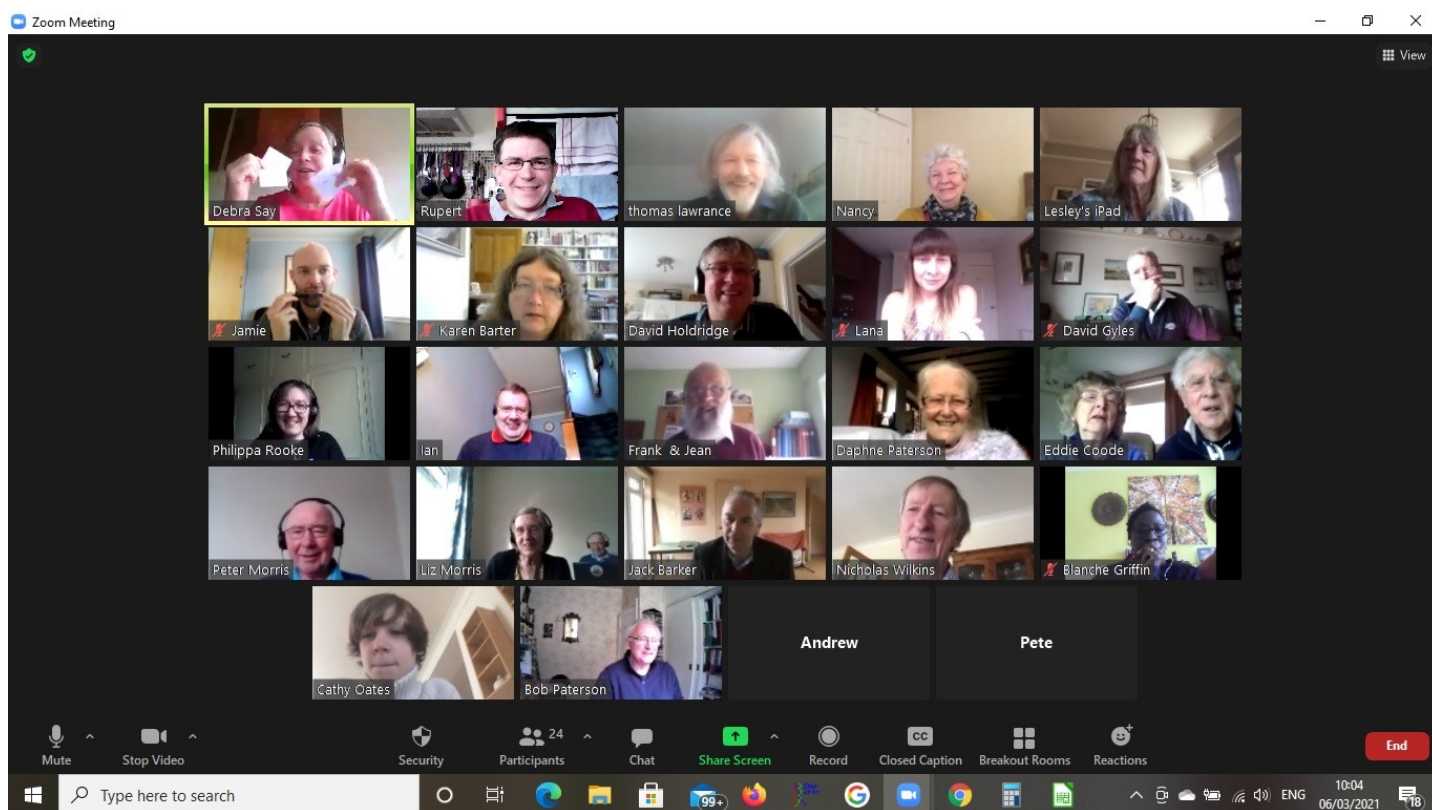 Zoom Meeting
View
Debra Say
Rupert
thomas lawrance
Nancy
Lesley's iPad
Jamie
Karen Barter
David Holdridge
Lana
David Gyles
Philippa Rooke
Ian
Frank & Jean
Daphne Paterson
Eddie Coode
Peter Morris
Liz Morris
Jack Barker
Nicholas Wilkins
Blanche Griffin
Cathy Oates
Bob Paterson
Andrew
Pete
Mute
Stop Video
Security
24
Participants
Chat
Share Screen
Record
CC
Closed Caption
Breakout Rooms
Reactions
End
Type here to search
99+
ENG
10:04
06/03/2021
18